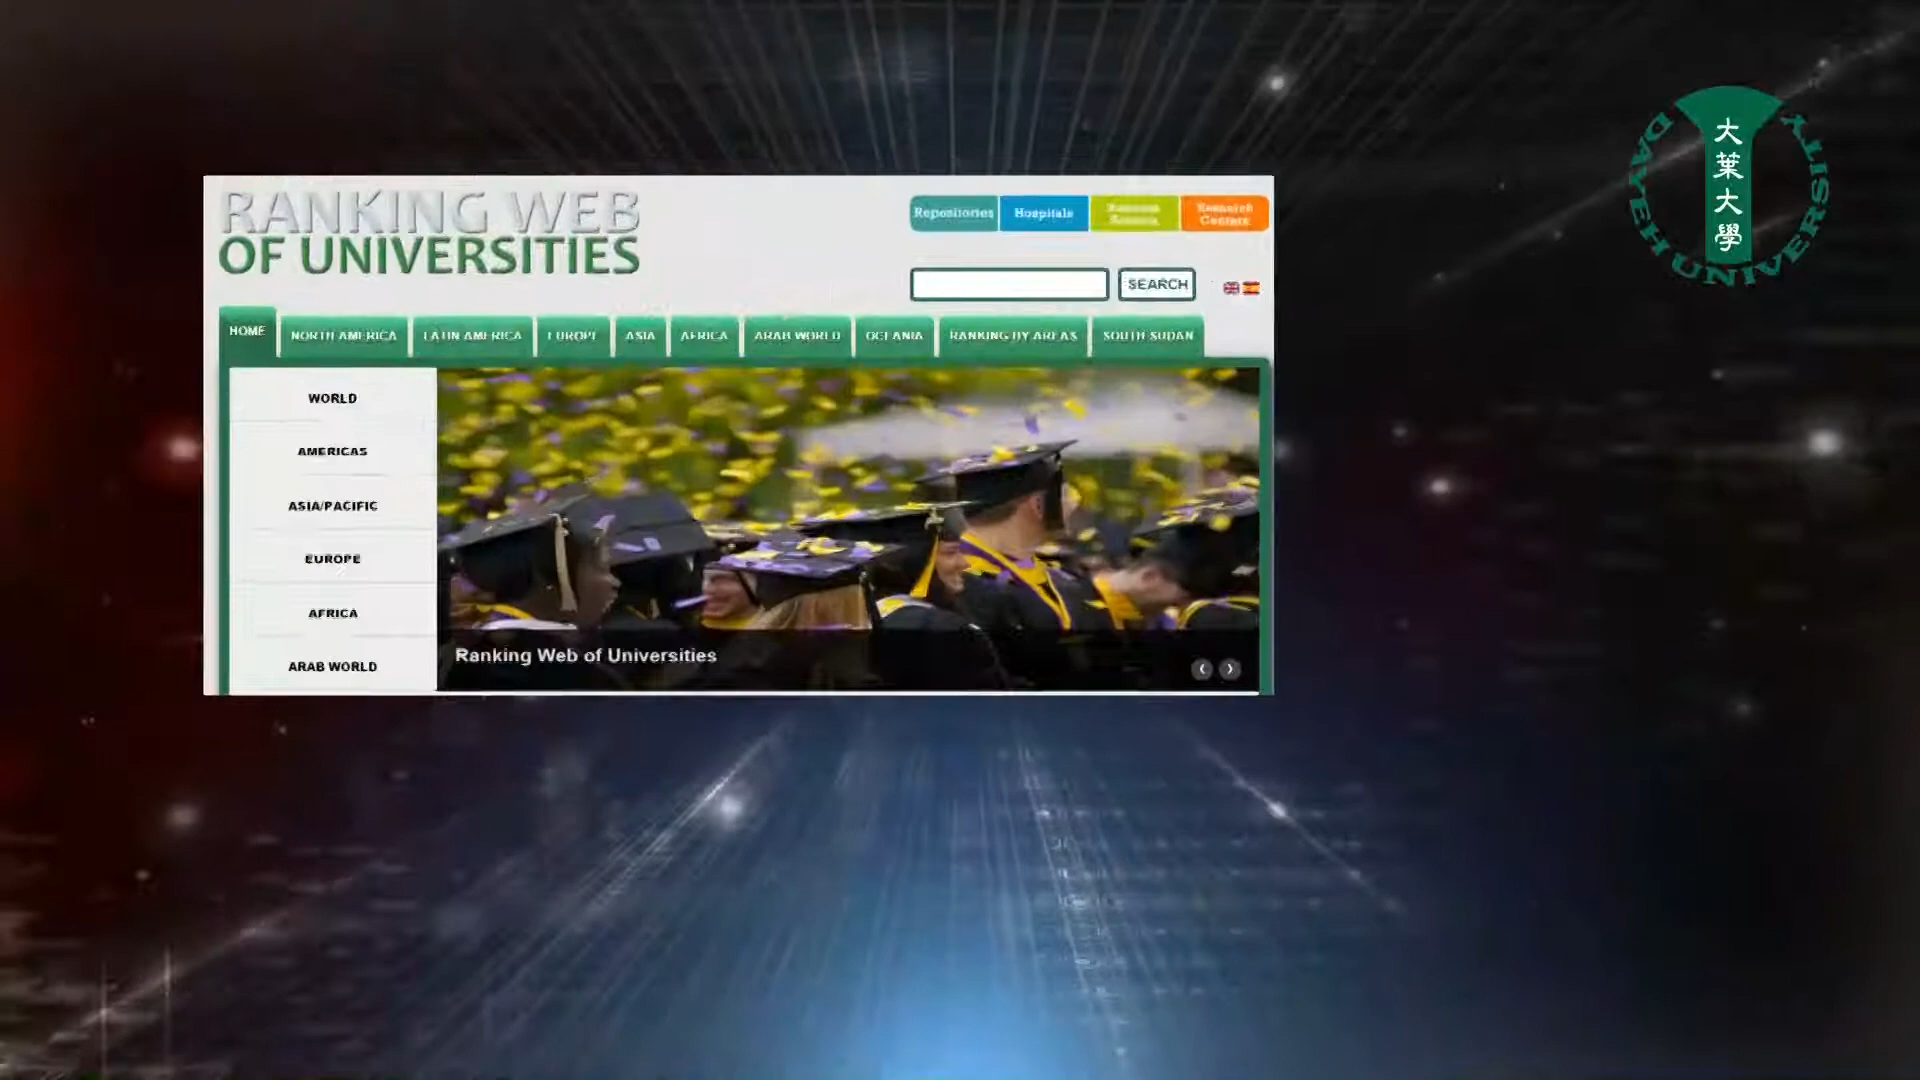 RANKING WEB
OF UNIVERSITIES
Repositories
Hospitals
Research
Centers
SEARCH
HOME
NORTH AMERICA
LATIN AMERICA
EUROPE
ASIA
AFRICA
ARAB WORLD
OCEANIA
RANKING BY AREAS
SOUTH SUDAN
WORLD
AMERICAS
ASIA/PACIFIC
EUROPE
AFRICA
ARAB WORLD
Ranking Web of Universities
大葉大學
DAYEH UNIVERSITY